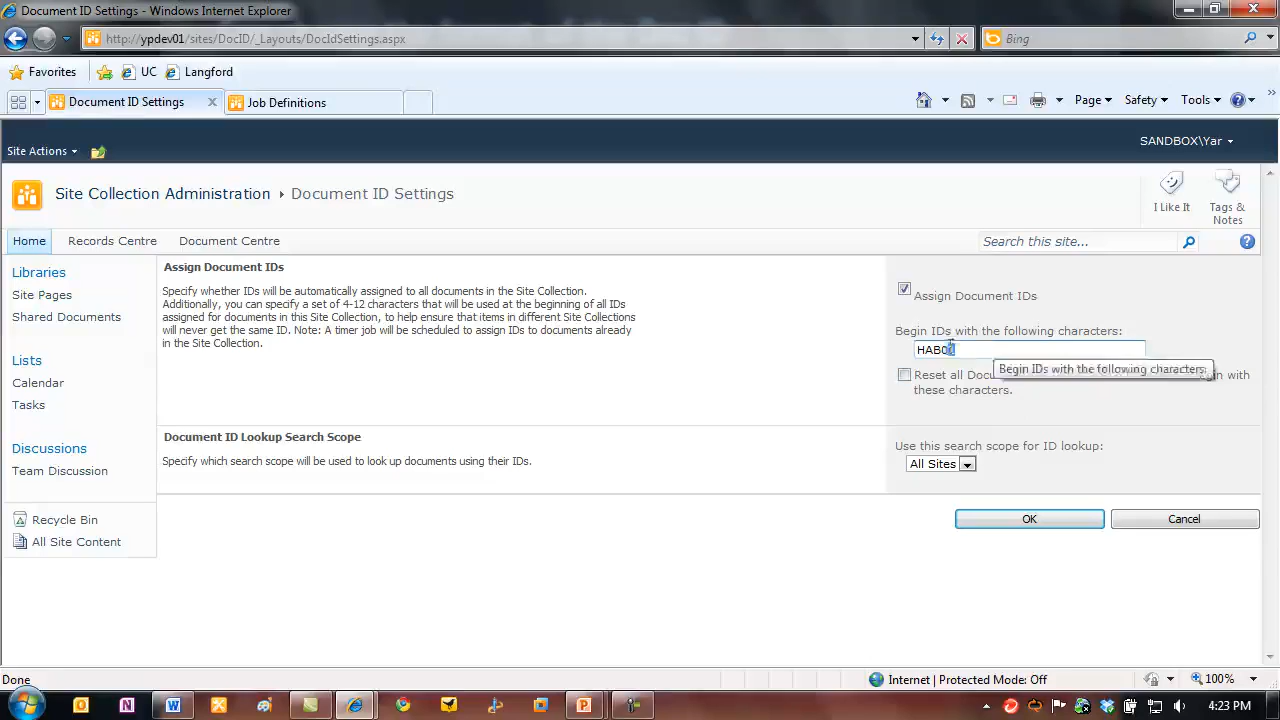 Document ID Settings - Windows Internet Explorer
http://ypdev01/sites/DocID/_Layouts/DocIdSettings.aspx
Bing
Favorites UC Langford
Document ID Settings Job Definitions
Page Safety Tools
Site Actions SANDBOX\Yar
Site Collection Administration Document ID Settings
I Like It Tags & Notes
Home Records Centre Document Centre Search this site...
Libraries
Site Pages
Shared Documents
Lists
Calendar
Tasks
Discussions
Team Discussion
Recycle Bin
All Site Content
Assign Document IDs
Specify whether IDs will be automatically assigned to all documents in the Site Collection.
Additionally, you can specify a set of 4-12 characters that will be used at the beginning of all IDs
assigned for documents in this Site Collection, to help ensure that items in different Site Collections
will never get the same ID. Note: A timer job will be scheduled to assign IDs to documents already
in the Site Collection.
Assign Document IDs
Begin IDs with the following characters:
HAB01
Begin IDs with the following characters
Reset all with
these characters.
Document ID Lookup Search Scope
Specify which search scope will be used to look up documents using their IDs.
Use this search scope for ID lookup:
All Sites
OK Cancel
Done Internet | Protected Mode: Off 100%
4:23 PM